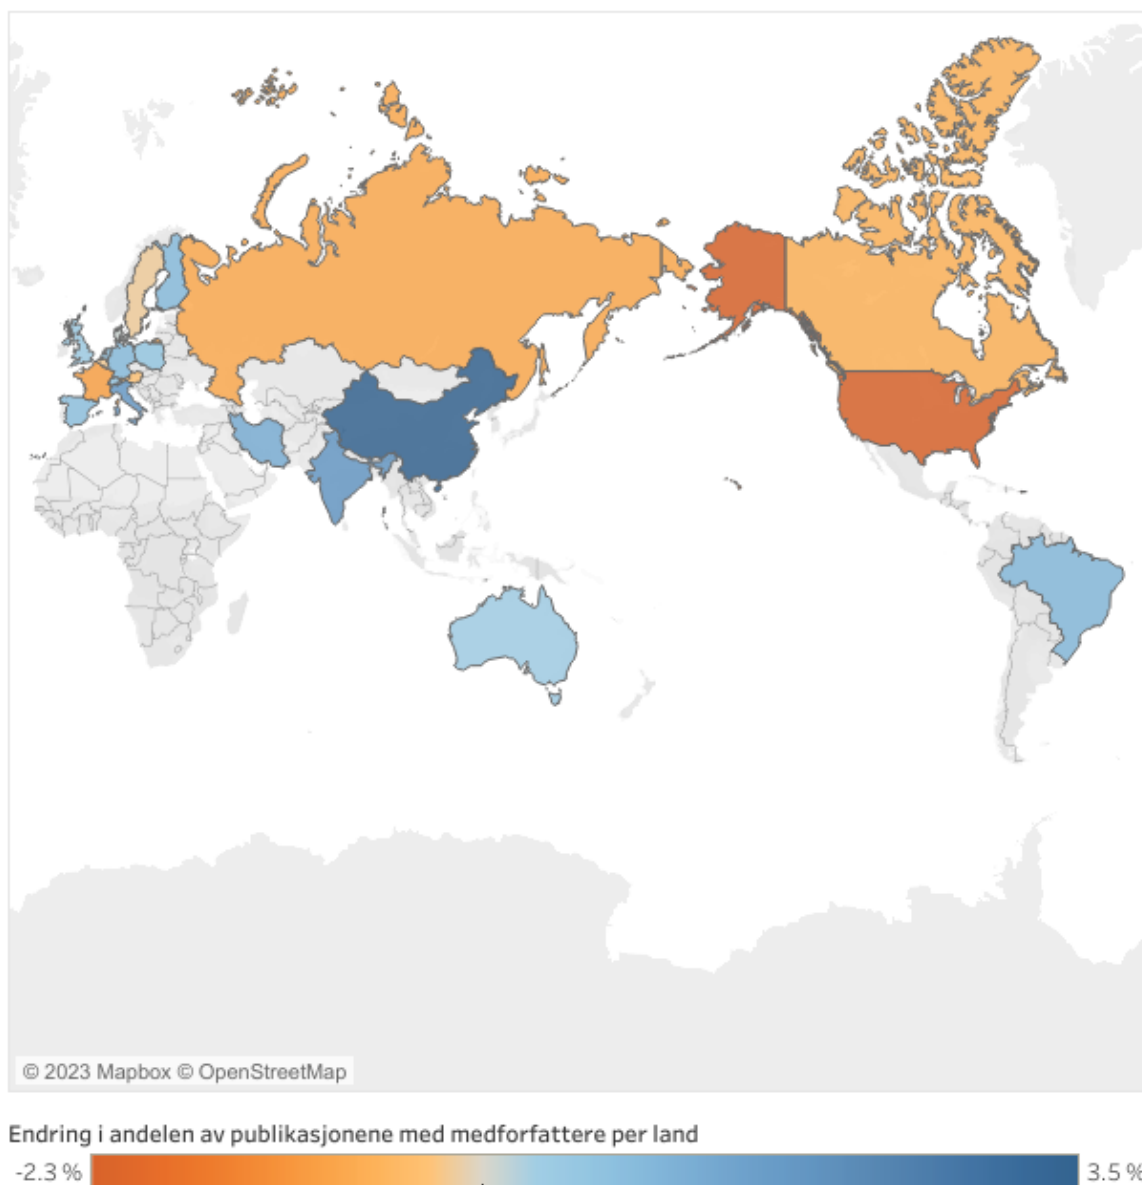 © 2023 Mapbox © OpenStreetMap
Endring i andelen av publikasjonene med medforfattere per land
-2.3 %
3.5 %